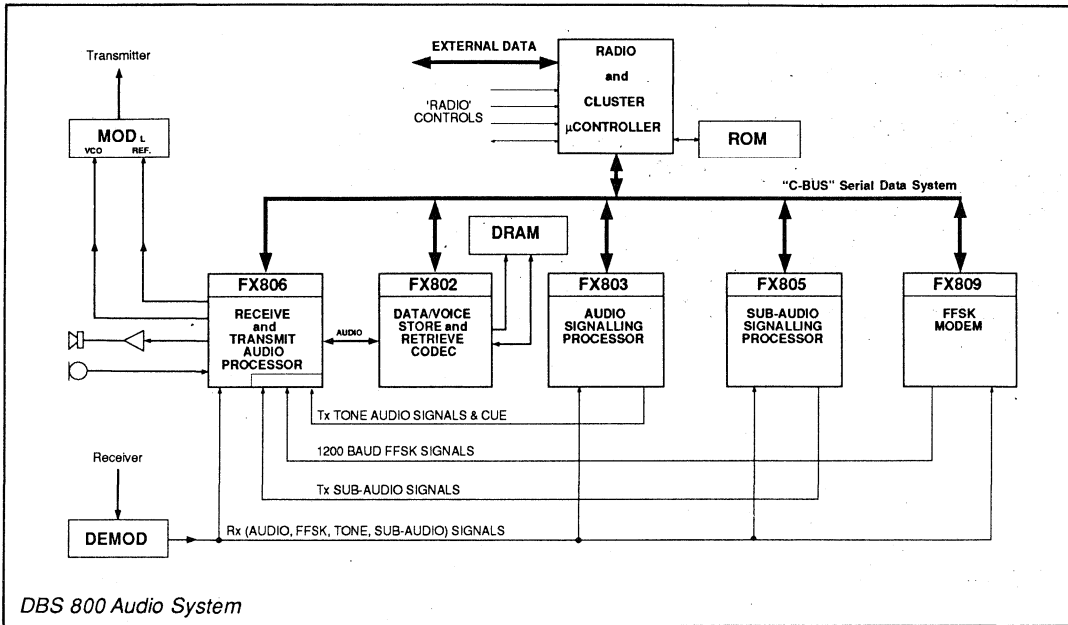 Transmitter
EXTERNAL DATA
RADIO
and
CLUSTER
µCONTROLLER
'RADIO'
CONTROLS
MOD L
VCO REF.
ROM
"C-BUS" Serial Data System
DRAM
FX806
RECEIVE
and
TRANSMIT
AUDIO
PROCESSOR
AUDIO
FX802
DATA/VOICE
STORE and
RETRIEVE
CODEC
FX803
AUDIO
SIGNALLING
PROCESSOR
FX805
SUB-AUDIO
SIGNALLING
PROCESSOR
FX809
FFSK
MODEM
Tx TONE AUDIO SIGNALS & CUE
1200 BAUD FFSK SIGNALS
Receiver
Tx SUB-AUDIO SIGNALS
DEMOD
Rx (AUDIO, FFSK, TONE, SUB-AUDIO) SIGNALS
DBS 800 Audio System